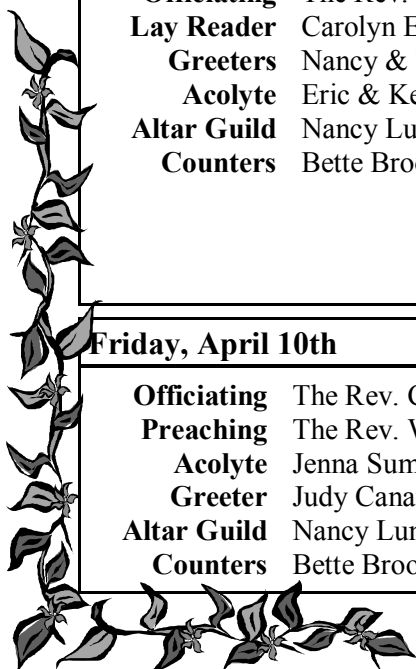 Officiating The Rev.
Lay Reader Carolyn E
Greeters Nancy &
Acolyte Eric & Ke
Altar Guild Nancy Lu
Counters Bette Broo
Friday, April 10th
Officiating The Rev. C
Preaching The Rev. W
Acolyte Jenna Sum
Greeter Judy Cana
Altar Guild Nancy Lun
Counters Bette Broo